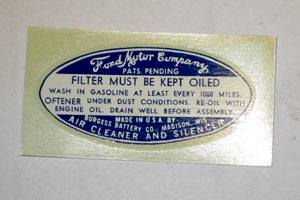 Ford Motor Company
PATS. PENDING
FILTER MUST BE KEPT OILED
WASH IN GASOLINE AT LEAST EVERY 1000 MILES.
OFTENER UNDER DUST CONDITIONS. RE-OIL WITH
ENGINE OIL. DRAIN WELL BEFORE ASSEMBLY.
MADE IN U.S.A. BY
BURGESS BATTERY CO., MADISON, WIS.
AIR CLEANER AND SILENCER